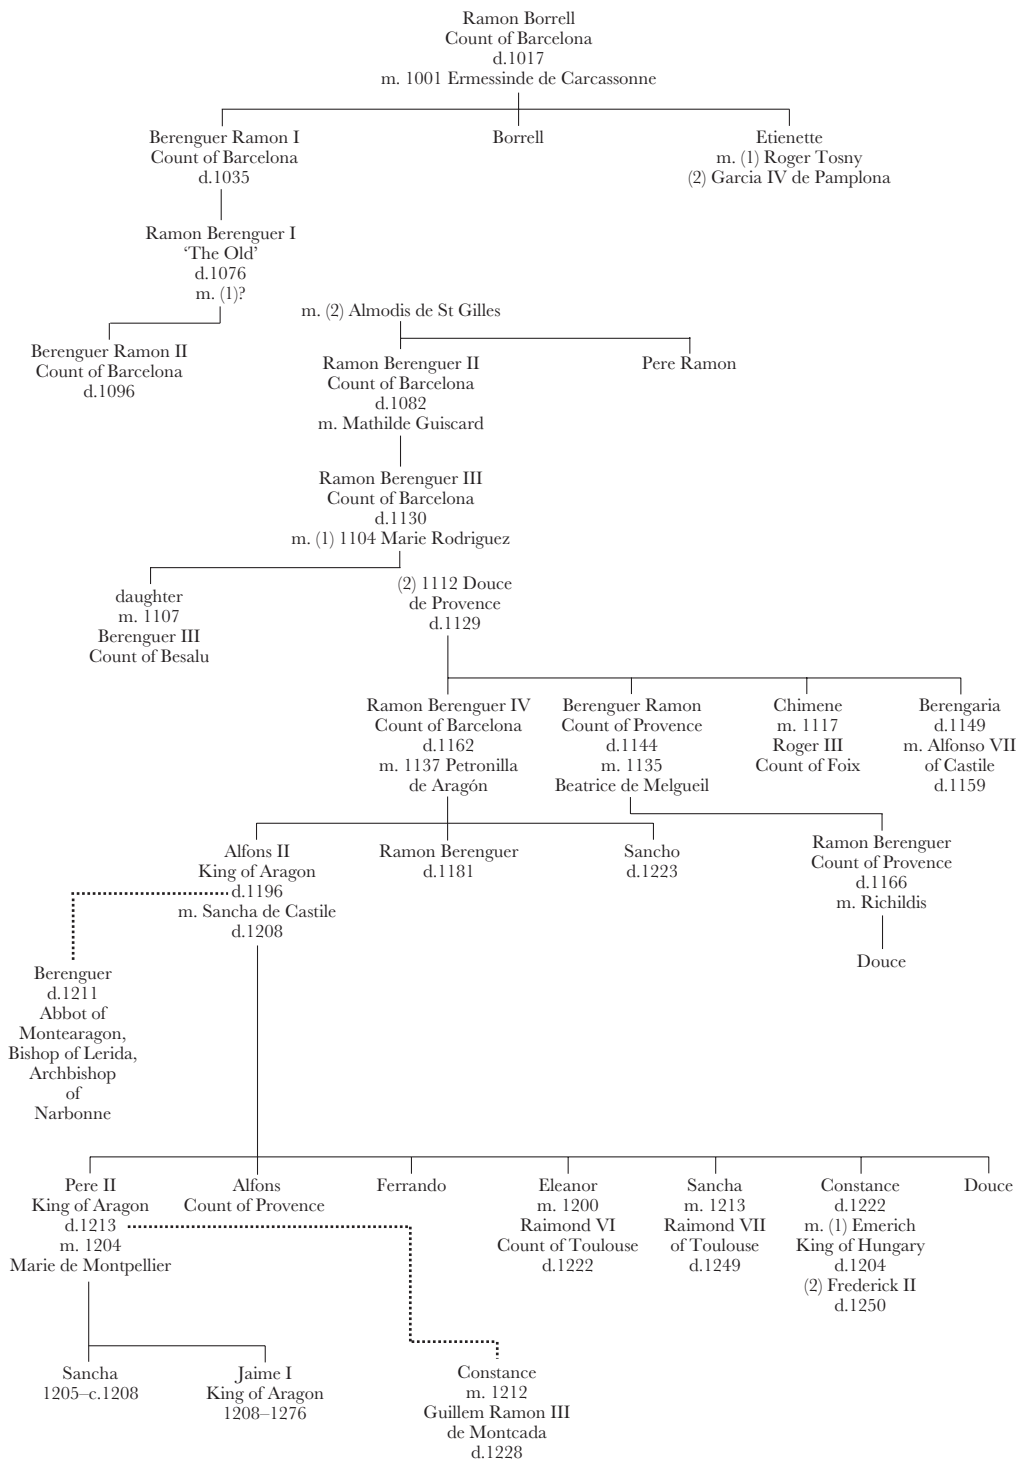 Ramon Borrell
Count of Barcelona
d.1017
m. 1001 Ermessinde de Carcassonne
Berenguer Ramon I
Count of Barcelona
d.1035
Borrell
Etienette
m. (1) Roger Tosny
(2) Garcia IV de Pamplona
Ramon Berenguer I
‘The Old’
d.1076
m. (1)?
m. (2) Almodis de St Gilles
Berenguer Ramon II
Count of Barcelona
d.1096
Ramon Berenguer II
Count of Barcelona
d.1082
m. Mathilde Guiscard
Pere Ramon
Ramon Berenguer III
Count of Barcelona
d.1130
m. (1) 1104 Marie Rodriguez
daughter
m. 1107
Berenguer III
Count of Besalu
(2) 1112 Douce
de Provence
d.1129
Ramon Berenguer IV
Count of Barcelona
d.1162
m. 1137 Petronilla
de Aragón
Berenguer Ramon
Count of Provence
d.1144
m. 1135
Beatrice de Melgueil
Chimene
m. 1117
Roger III
Count of Foix
Berengaria
d.1149
m. Alfonso VII
of Castile
d.1159
Alfons II
King of Aragon
d.1196
m. Sancha de Castile
d.1208
Ramon Berenguer
d.1181
Sancho
d.1223
Ramon Berenguer
Count of Provence
d.1166
m. Richildis
Douce
Berenguer
d.1211
Abbot of
Montearagon,
Bishop of Lerida,
Archbishop
of
Narbonne
Pere II
King of Aragon
d.1213
m. 1204
Marie de Montpellier
Alfons
Count of Provence
Ferrando
Eleanor
m. 1200
Raimond VI
Count of Toulouse
d.1222
Sancha
m. 1213
Raimond VII
of Toulouse
d.1249
Constance
d.1222
m. (1) Emerich
King of Hungary
d.1204
(2) Frederick II
d.1250
Douce
Sancha
1205–c.1208
Jaime I
King of Aragon
1208–1276
Constance
m. 1212
Guillem Ramon III
de Montcada
d.1228